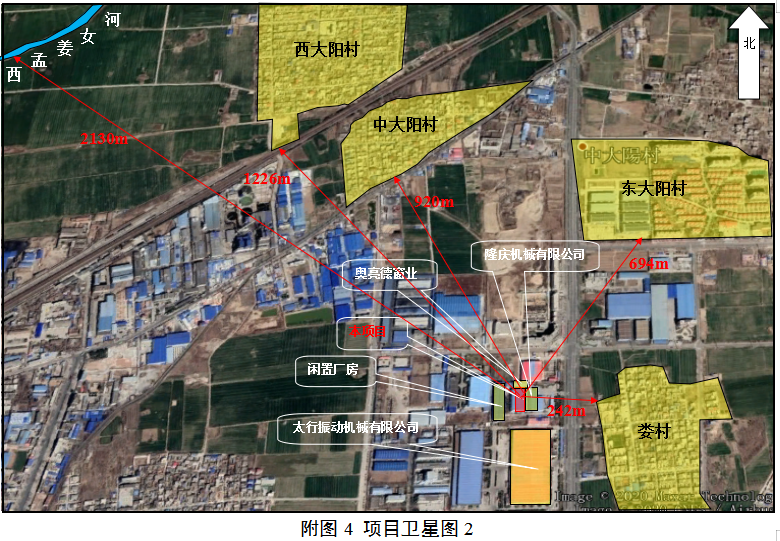 河
女
姜
孟
西
西大阳村
北
中大阳村
2130m
中大陽村
1226m
920m
东大阳村
隆庆机械有限公司
奥亮德窗业
694m
本项目
闲置厂房
242m
太行振动机械有限公司
娄村
Image © 2020 Maxar Technolog
附图 4 项目卫星图 2